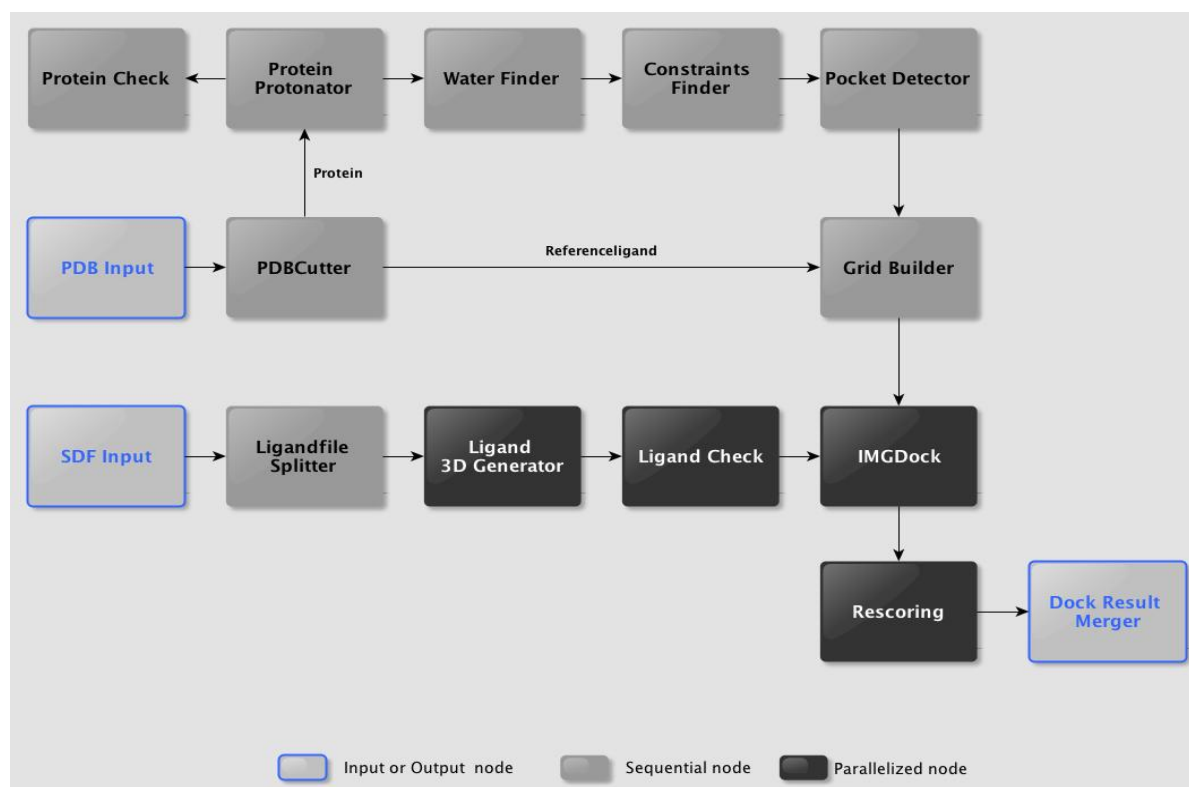 Protein Check
Protein
Protonator
Water Finder
Constraints
Finder
Pocket Detector
Protein
PDB Input
PDBCutter
Referenceligand
Grid Builder
SDF Input
Ligandfile
Splitter
Ligand
3D Generator
Ligand Check
IMGDock
Rescoring
Dock Result
Merger
Input or Output node
Sequential node
Parallelized node